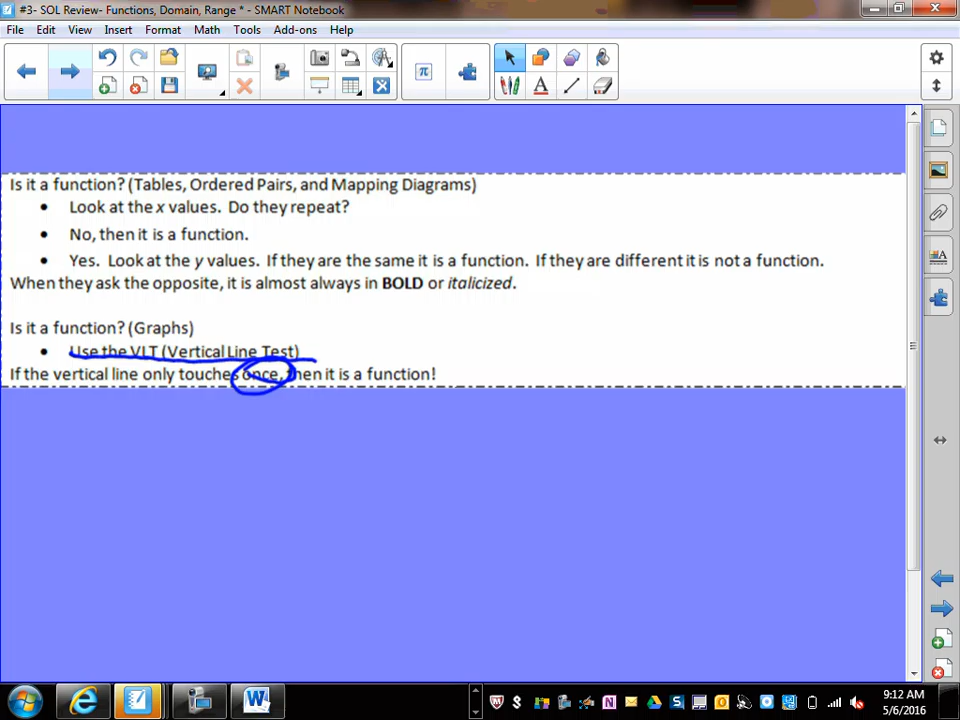 #3- SOL Review- Functions, Domain, Range * - SMART Notebook
File Edit View Insert Format Math Tools Add-ons Help
Is it a function? (Tables, Ordered Pairs, and Mapping Diagrams)
• Look at the x values. Do they repeat?
• No, then it is a function.
• Yes. Look at the y values. If they are the same it is a function. If they are different it is not a function.
When they ask the opposite, it is almost always in BOLD or italicized.
Is it a function? (Graphs)
• Use the VLT (Vertical Line Test)
If the vertical line only touches once, then it is a function!
9:12 AM
5/6/2016